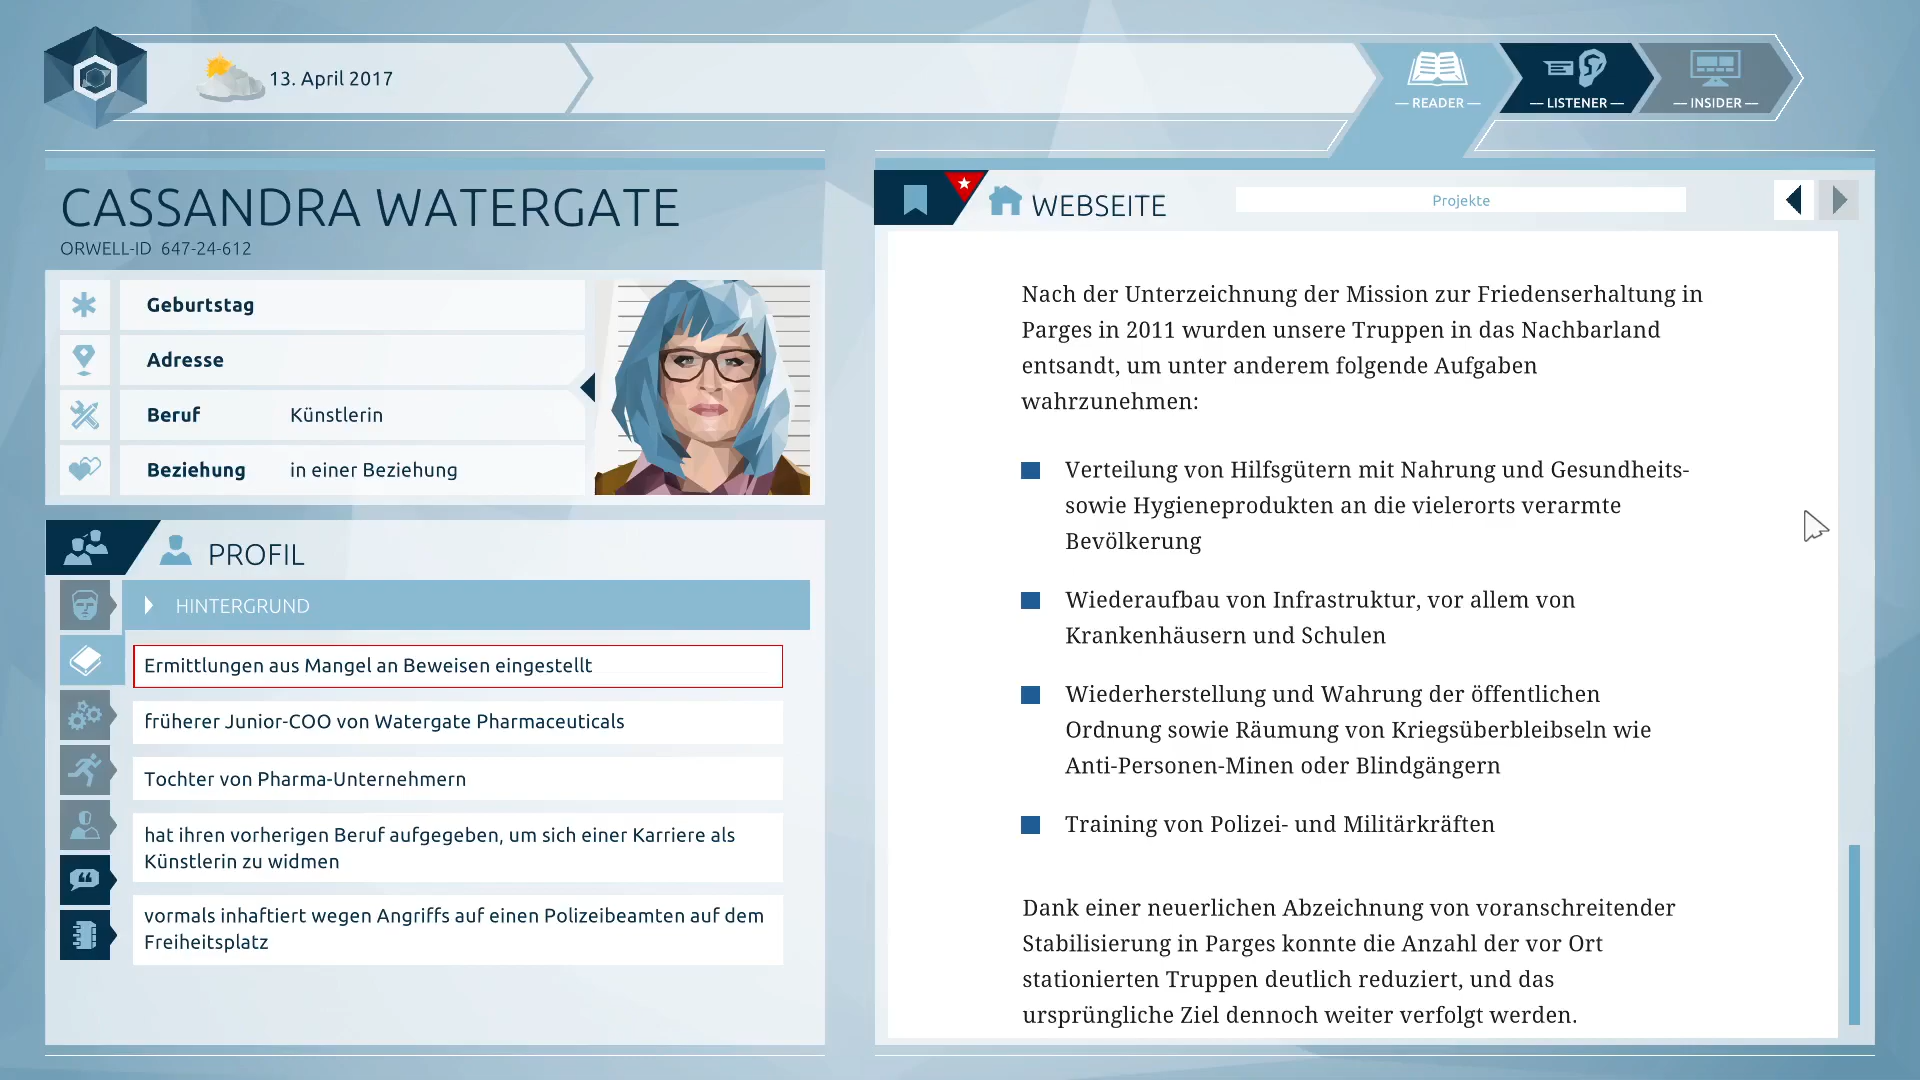 13. April 2017
— READER —
— LISTENER —
— INSIDER —
CASSANDRA WATERGATE
ORWELL-ID 647-24-612
Geburtstag
Adresse
Beruf Künstlerin
Beziehung in einer Beziehung
PROFIL
HINTERGRUND
Ermittlungen aus Mangel an Beweisen eingestellt
früherer Junior-COO von Watergate Pharmaceuticals
Tochter von Pharma-Unternehmern
hat ihren vorherigen Beruf aufgegeben, um sich einer Karriere als
Künstlerin zu widmen
vormals inhaftiert wegen Angriffs auf einen Polizeibeamten auf dem
Freiheitsplatz
WEBSEITE
Projekte
Nach der Unterzeichnung der Mission zur Friedenserhaltung in
Parges in 2011 wurden unsere Truppen in das Nachbarland
entsandt, um unter anderem folgende Aufgaben
wahrzunehmen:
Verteilung von Hilfsgütern mit Nahrung und Gesundheits-
sowie Hygieneprodukten an die vielerorts verarmte
Bevölkerung
Wiederaufbau von Infrastruktur, vor allem von
Krankenhäusern und Schulen
Wiederherstellung und Wahrung der öffentlichen
Ordnung sowie Räumung von Kriegsüberbleibseln wie
Anti-Personen-Minen oder Blindgängern
Training von Polizei- und Militärkräften
Dank einer neuerlichen Abzeichnung von voranschreitender
Stabilisierung in Parges konnte die Anzahl der vor Ort
stationierten Truppen deutlich reduziert, und das
ursprüngliche Ziel dennoch weiter verfolgt werden.